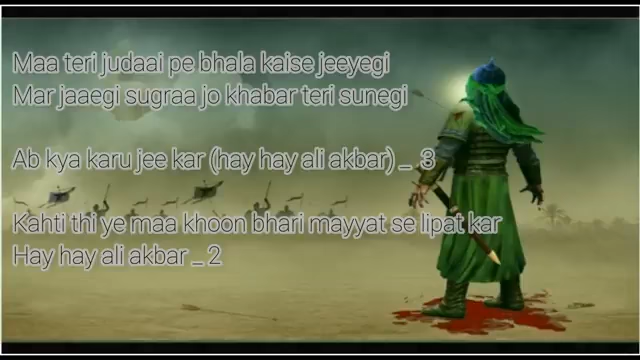 Maa teri judaai pe bhala kaise jeeyegi
Mar jaaegi sugraa jo khabar teri sunegi
Ab kya karu jee kar (hay hay ali akbar) _ 3
Kahti thi ye maa khoon bhari mayyat se lipat kar
Hay hay ali akbar _ 2